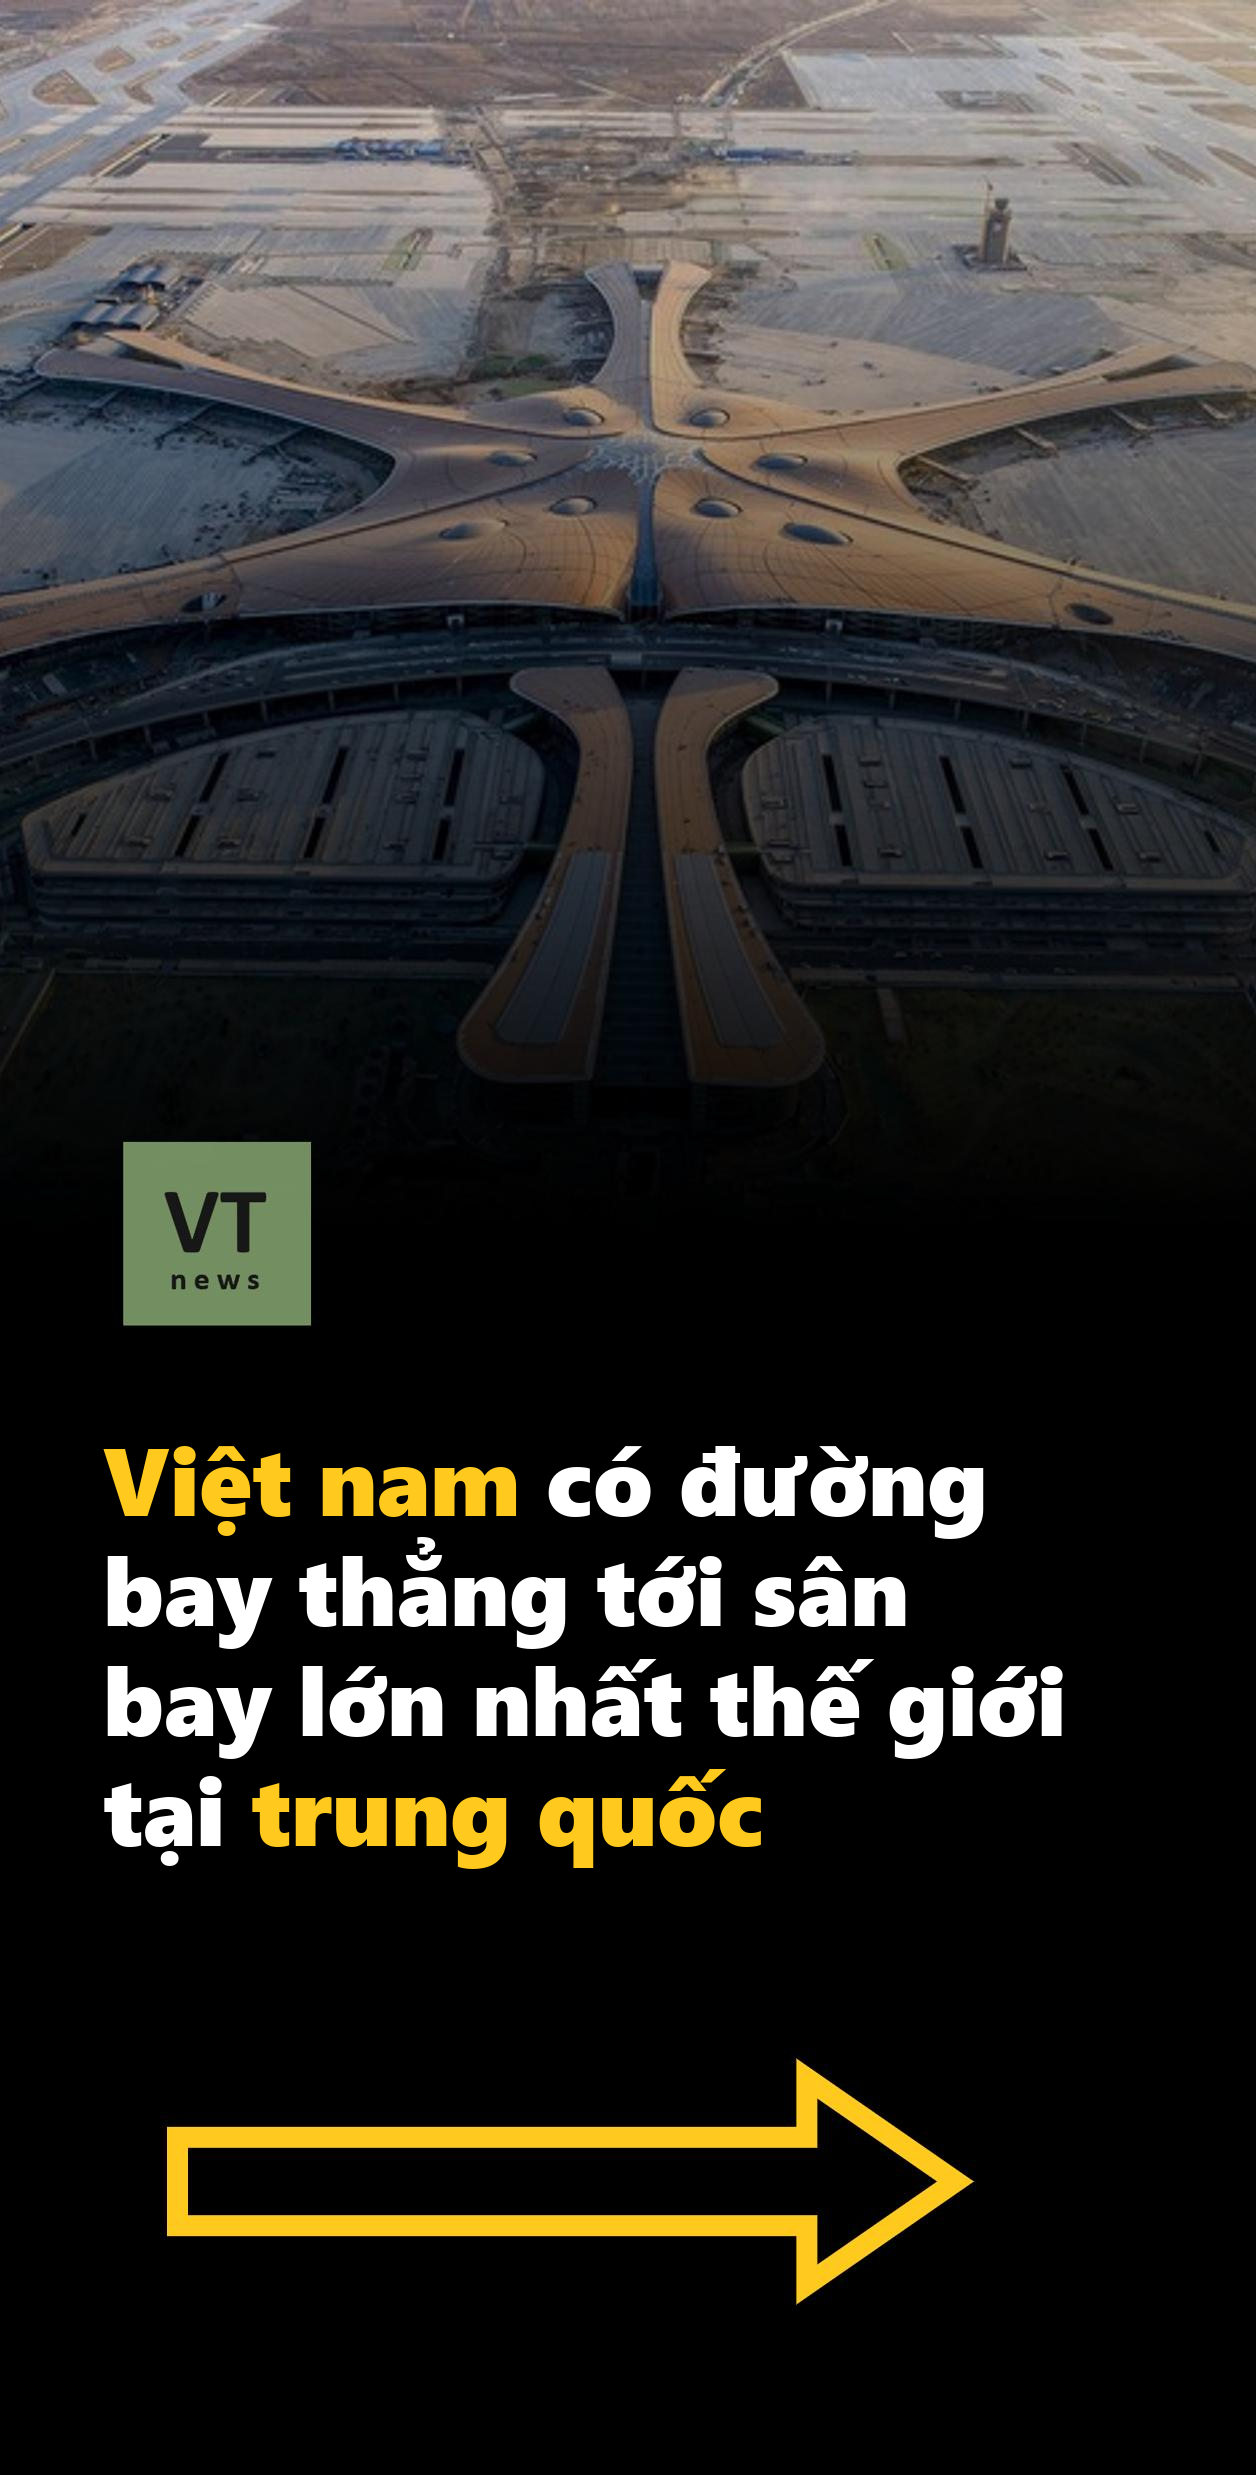 VT
news
Việt nam có đường
bay thẳng tới sân
bay lớn nhất thế giới
tại trung quốc